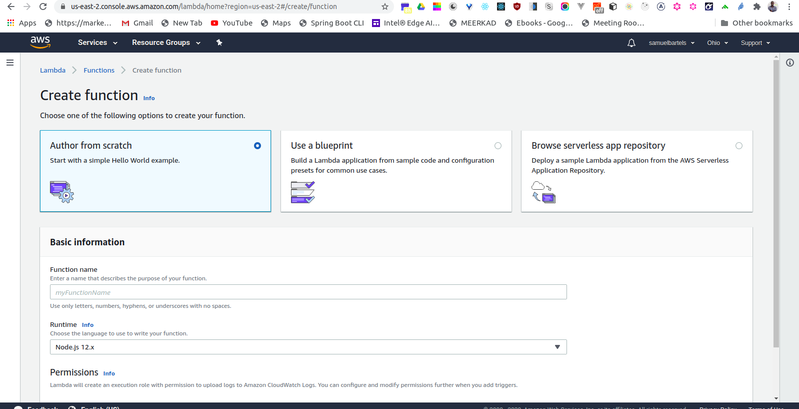 us-east-2.console.aws.amazon.com/lambda/home?region=us-east-2#/create/function
Apps https://marke... Gmail New Tab YouTube Maps Spring Boot CLI Intel® Edge AI... MEERKAD Ebooks - Goog... Meeting Roo... Other bookmarks
aws Services Resource Groups samuelbartels Ohio Support
Lambda Functions Create function
Create function Info
Choose one of the following options to create your function.
Author from scratch
Start with a simple Hello World example.
Use a blueprint
Build a Lambda application from sample code and configuration
presets for common use cases.
Browse serverless app repository
Deploy a sample Lambda application from the AWS Serverless
Application Repository.
Basic information
Function name
Enter a name that describes the purpose of your function.
myFunctionName
Use only letters, numbers, hyphens, or underscores with no spaces.
Runtime Info
Choose the language to use to write your function.
Node.js 12.x
Permissions Info
Lambda will create an execution role with permission to upload logs to Amazon CloudWatch Logs. You can configure and modify permissions further when you add triggers.